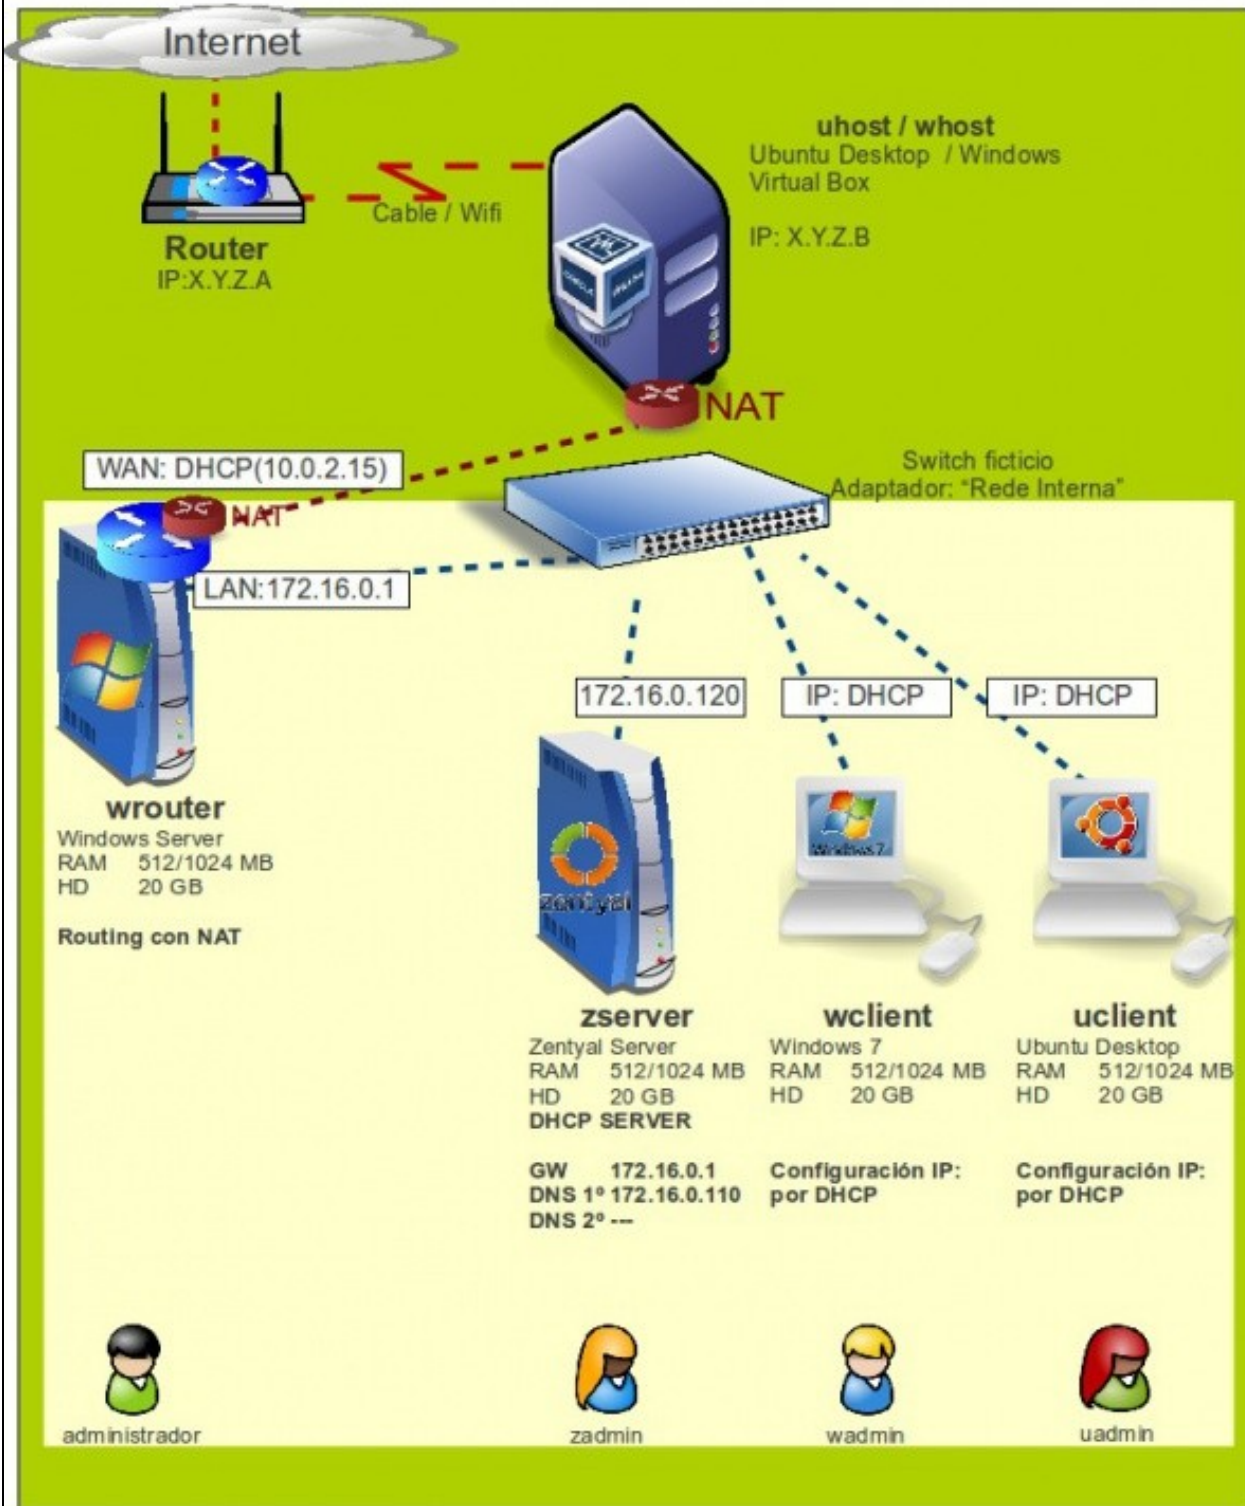 Internet
uhost / whost
Ubuntu Desktop / Windows
Virtual Box
IP: X.Y.Z.B
Cable / Wifi
Router
IP:X.Y.Z.A
NAT
WAN: DHCP(10.0.2.15)
Switch ficticio
Adaptador: “Rede Interna”
NAT
LAN:172.16.0.1
172.16.0.120
IP: DHCP
IP: DHCP
wrouter
Windows Server
RAM 512/1024 MB
HD 20 GB
Routing con NAT
Windows7
zentyal
zserver
Zentyal Server
RAM 512/1024 MB
HD 20 GB
DHCP SERVER
GW 172.16.0.1
DNS 1º 172.16.0.110
DNS 2º ---
wclient
Windows 7
RAM 512/1024 MB
HD 20 GB
Configuración IP:
por DHCP
uclient
Ubuntu Desktop
RAM 512/1024 MB
HD 20 GB
Configuración IP:
por DHCP
administrador
zadmin
wadmin
uadmin